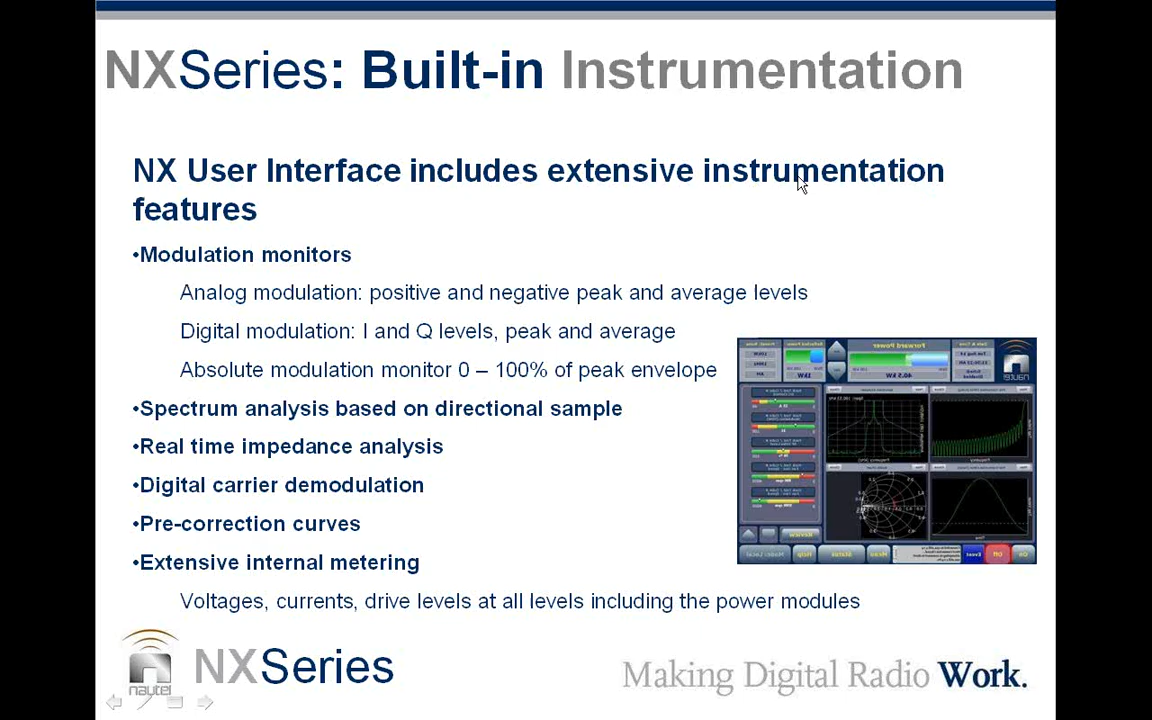 NXSeries: Built-in Instrumentation
NX User Interface includes extensive instrumentation
features
•Modulation monitors
Analog modulation: positive and negative peak and average levels
Digital modulation: I and Q levels, peak and average
Absolute modulation monitor 0 – 100% of peak envelope
•Spectrum analysis based on directional sample
•Real time impedance analysis
•Digital carrier demodulation
•Pre-correction curves
•Extensive internal metering
Voltages, currents, drive levels at all levels including the power modules
Forward Power
nautel
nautel
NXSeries
Making Digital Radio Work.